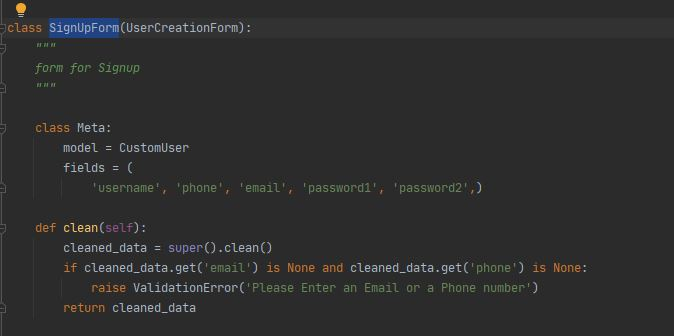 class SignUpForm(UserCreationForm):
    """
    form for Signup
    """

    class Meta:
        model = CustomUser
        fields = (
            'username', 'phone', 'email', 'password1', 'password2',)

    def clean(self):
        cleaned_data = super().clean()
        if cleaned_data.get('email') is None and cleaned_data.get('phone') is None:
            raise ValidationError('Please Enter an Email or a Phone number')
        return cleaned_data